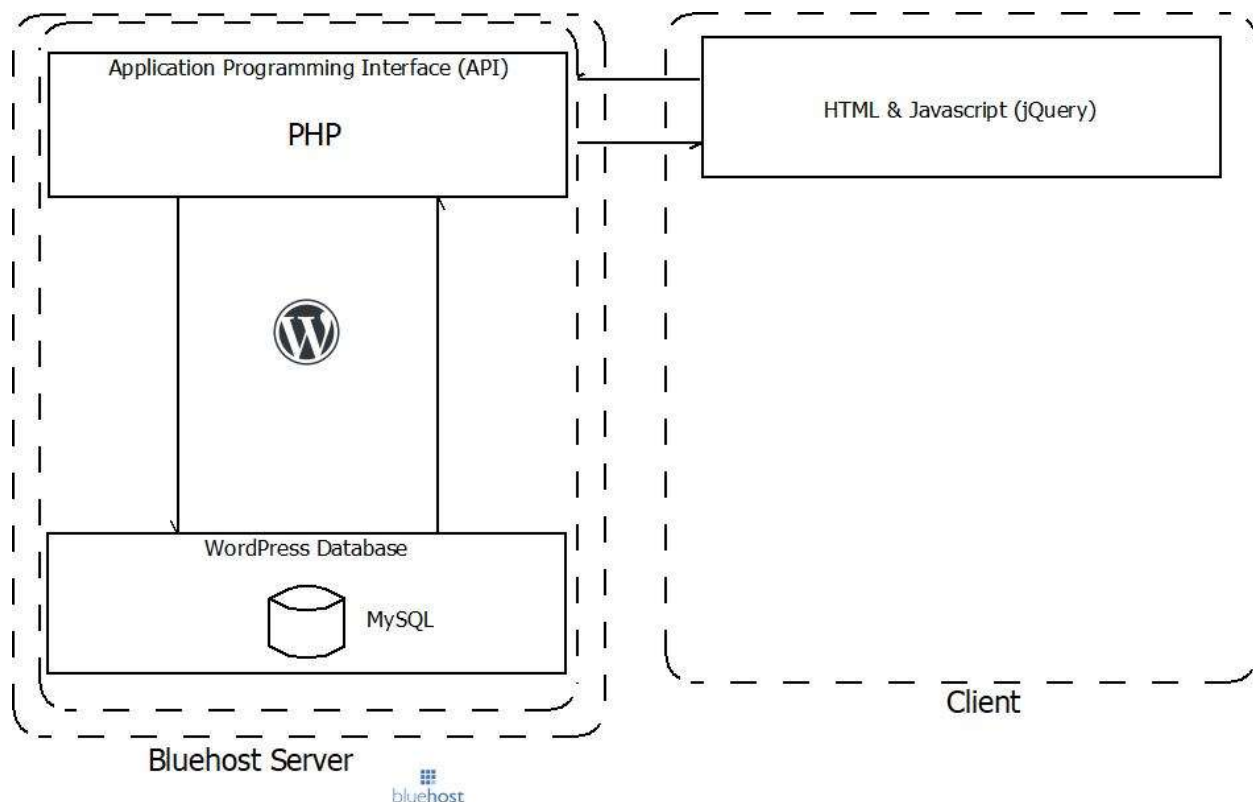 Application Programming Interface (API)
PHP
HTML & Javascript (jQuery)
WordPress Database
MySQL
Client
Bluehost Server
bluehost